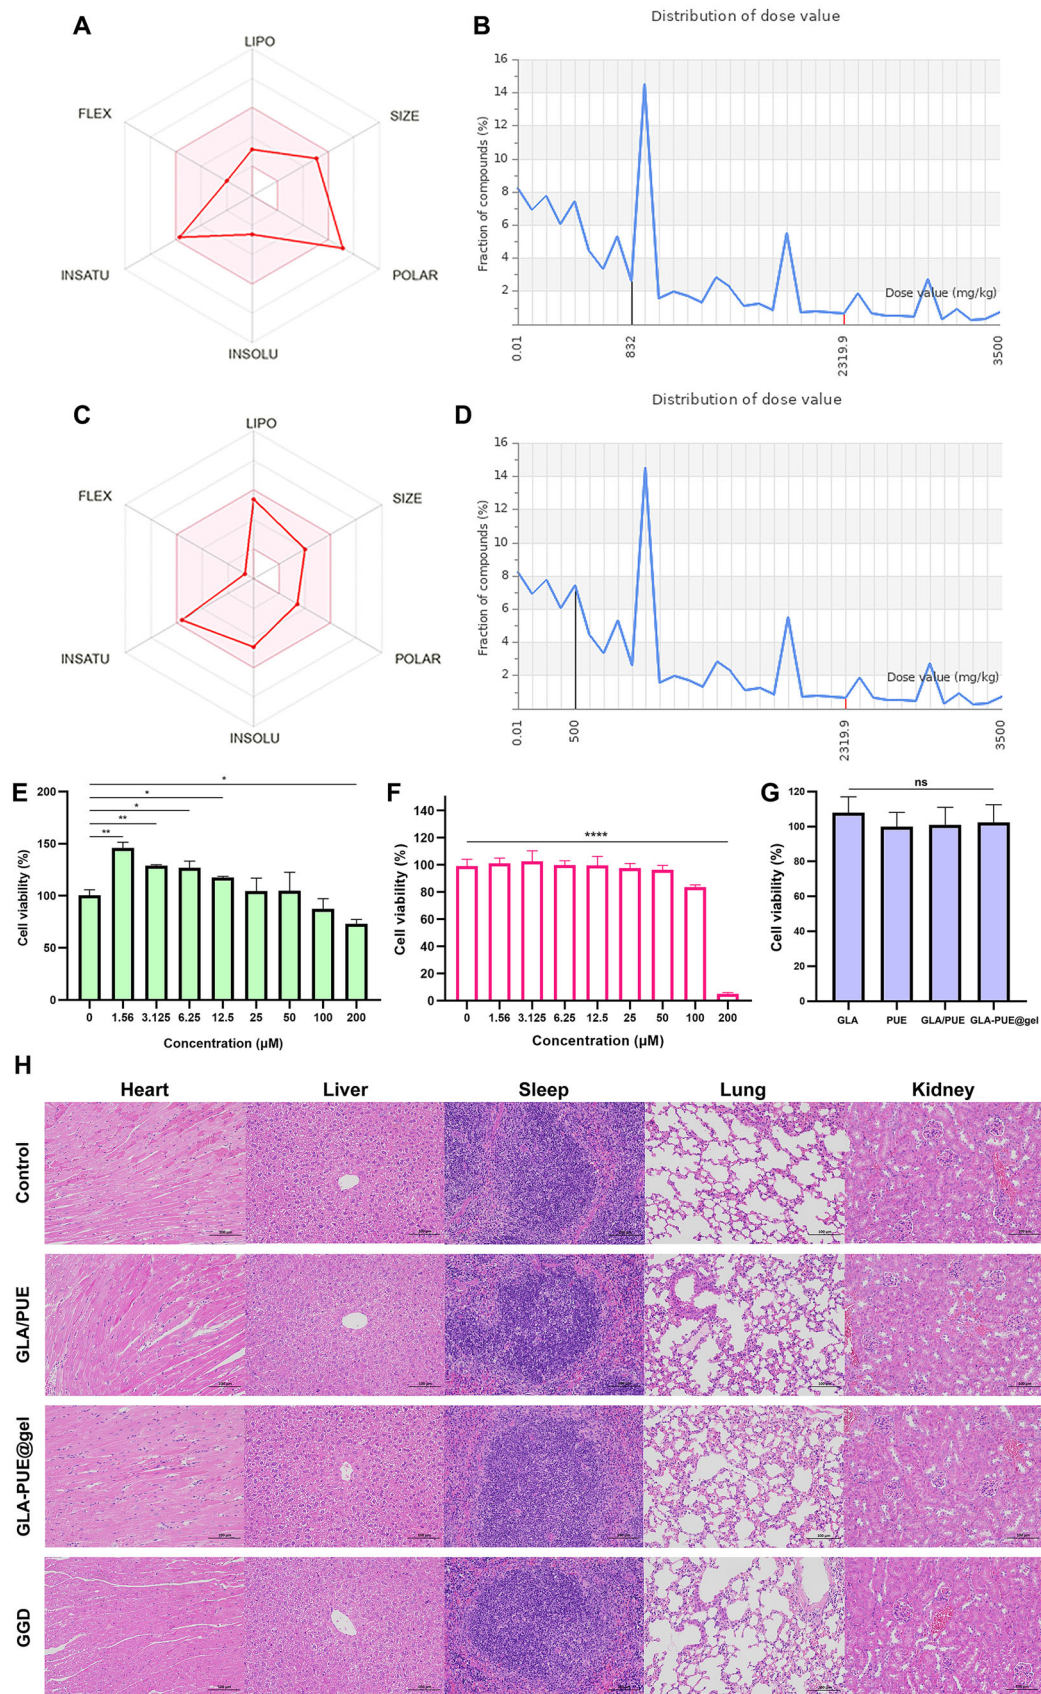 A
LIPO
FLEX
SIZE
INSATU
POLAR
INSOLU
B
Distribution of dose value
Fraction of compounds (%)
16
14
12
10
8
6
4
2
Dose value (mg/kg)
0.01
832
2319.9
3500
C
LIPO
FLEX
SIZE
INSATU
POLAR
INSOLU
D
Distribution of dose value
Fraction of compounds (%)
16
14
12
10
8
6
4
2
Dose value (mg/kg)
0.01
500
2319.9
3500
E
Cell viability (%)
200
150
100
50
0
*
*
*
**
**
0 1.56 3.125 6.25 12.5 25 50 100 200
Concentration (μM)
F
Cell viability (%)
140
120
100
80
60
40
20
0
****
0 1.56 3.125 6.25 12.5 25 50 100 200
Concentration (μM)
G
Cell viability (%)
120
100
80
60
40
20
0
ns
GLA PUE GLA/PUE GLA-PUE@gel
H
Heart Liver Sleep Lung Kidney
Control
GLA/PUE
GLA-PUE@gel
GGD